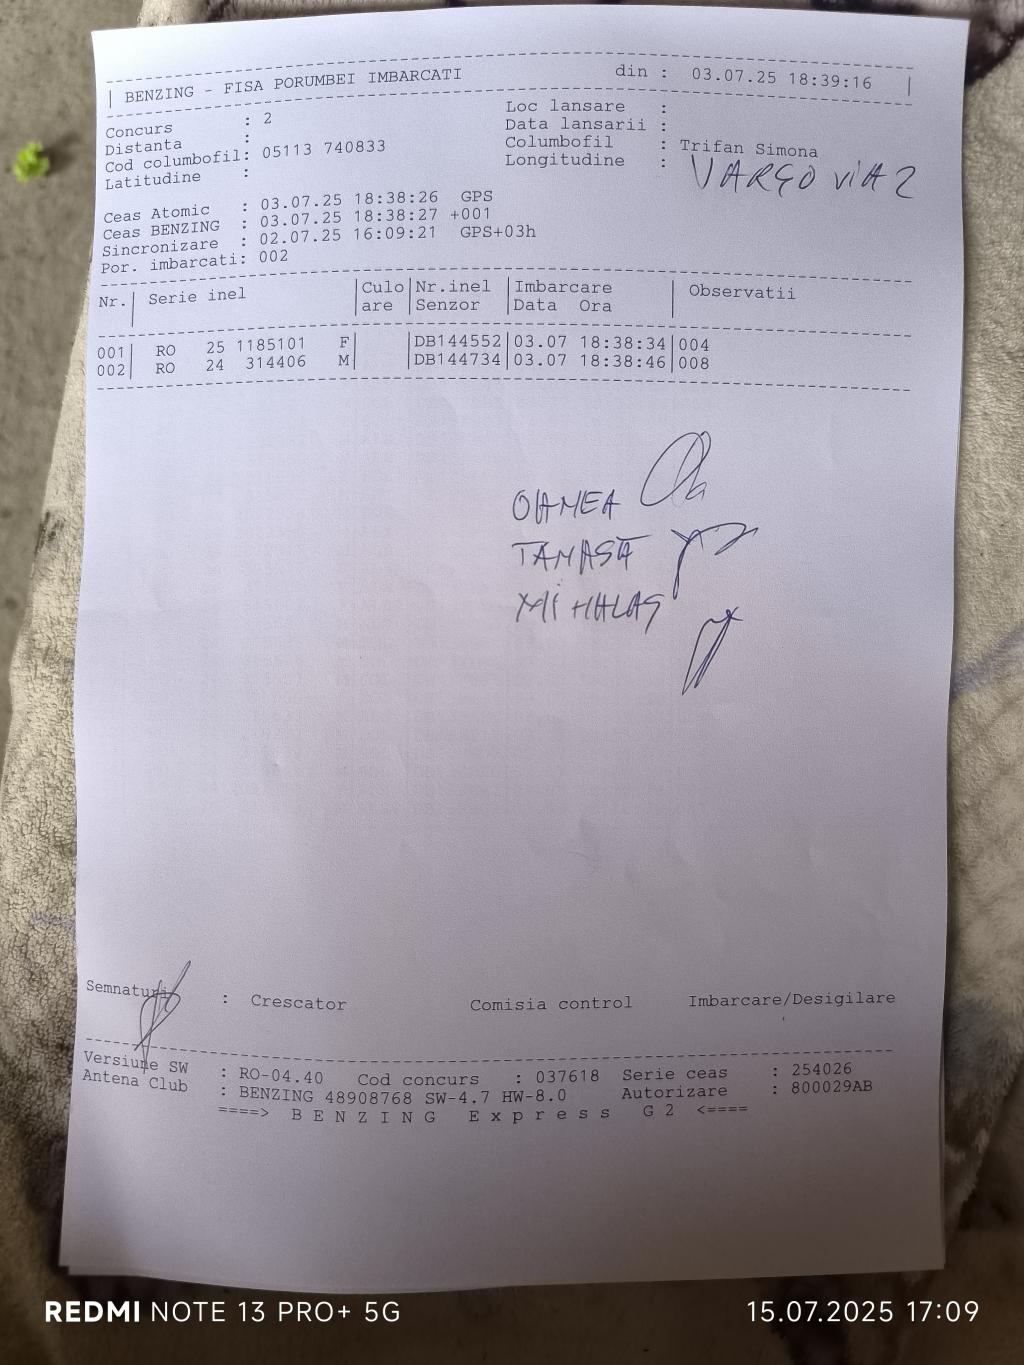 BENZING - FISA PORUMBEI IMBARCATI din : 03.07.25 18:39:16
Concurs : 2 Loc lansare :
Distanta : Data lansarii :
Cod columbofil: 05113 740833 Columbofil : Trifan Simona
Latitudine : Longitudine :
VARGO VIA 2
Ceas Atomic : 03.07.25 18:38:26 GPS
Ceas BENZING : 03.07.25 18:38:27 +001
Sincronizare : 02.07.25 16:09:21 GPS+03h
Por. imbarcati: 002
Nr.| Serie inel |Culo|Nr.inel |Imbarcare | Observatii
are |Senzor |Data Ora
001| RO 25 1185101 F| |DB144552|03.07 18:38:34|004
002| RO 24 314406 M| |DB144734|03.07 18:38:46|008
OANEA
TANASĂ
MIHALAȘ
Semnaturi : Crescator Comisia control Imbarcare/Desigilare
Versiune SW : RO-04.40 Cod concurs : 037618 Serie ceas : 254026
Antena Club : BENZING 48908768 SW-4.7 HW-8.0 Autorizare : 800029AB
====> B E N Z I N G E x p r e s s G 2 <====
REDMI NOTE 13 PRO+ 5G 15.07.2025 17:09